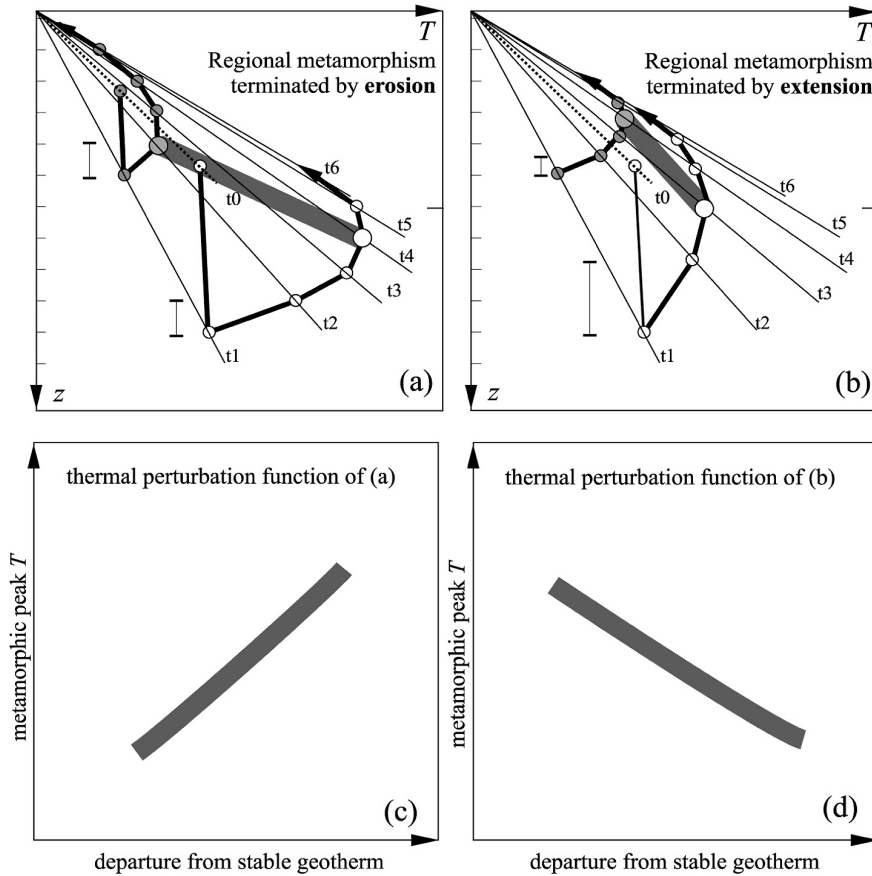 T
Regional metamorphism
terminated by erosion
t6
t0
t5
t4
t3
t2
t1
(a)
z
T
Regional metamorphism
terminated by extension
t6
t0
t5
t4
t3
t2
t1
(b)
z
thermal perturbation function of (a)
metamorphic peak T
(c)
departure from stable geotherm
thermal perturbation function of (b)
metamorphic peak T
(d)
departure from stable geotherm